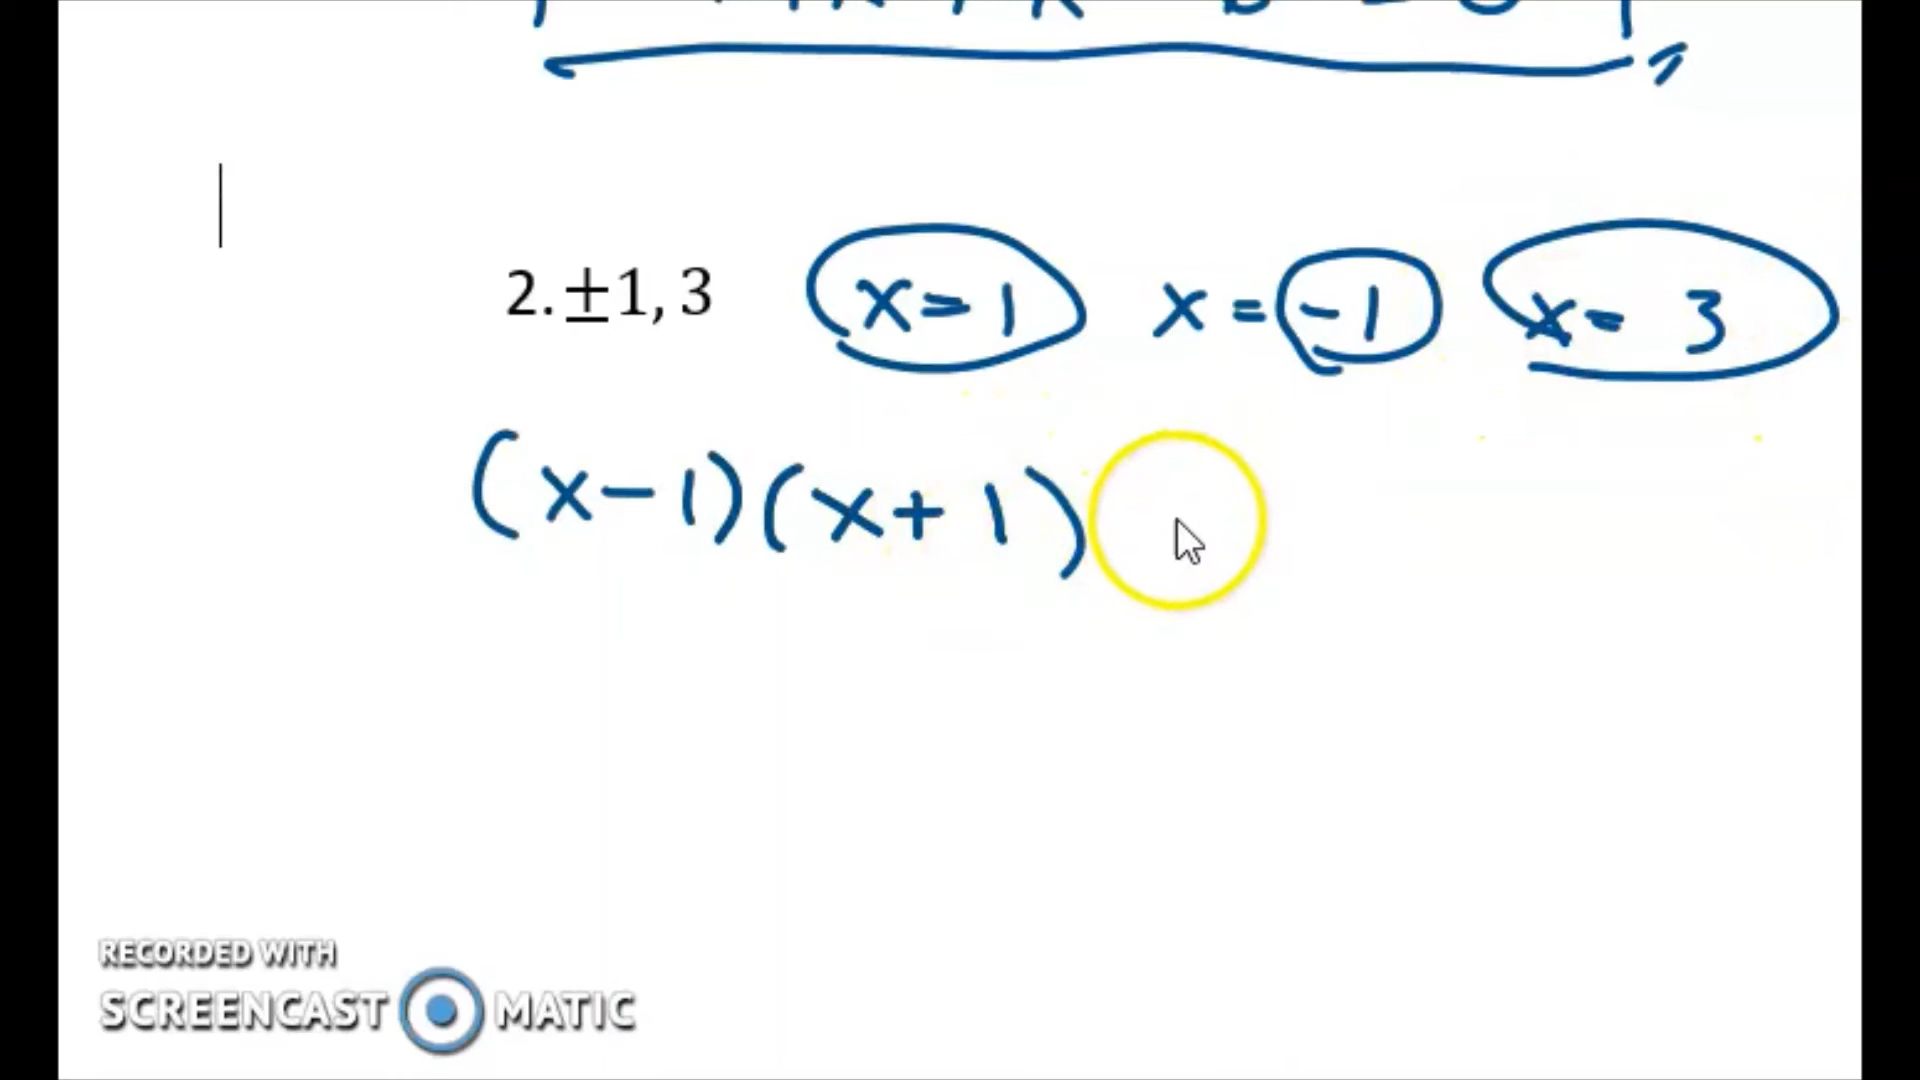 2. ±1, 3 x = 1 x = -1 x = 3
(x - 1)(x + 1)
RECORDED WITH
SCREENCAST MATIC